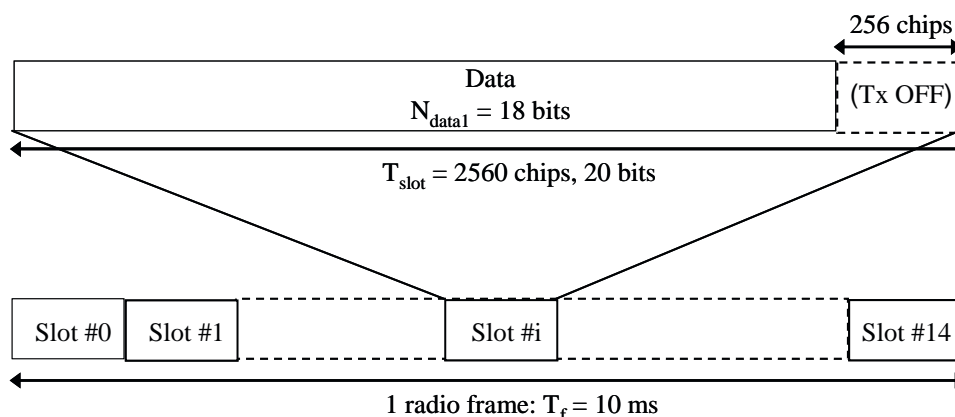 256 chips
Data
N_data1 = 18 bits
(Tx OFF)
T_slot = 2560 chips, 20 bits
Slot #0 Slot #1 Slot #i Slot #14
1 radio frame: T_f = 10 ms